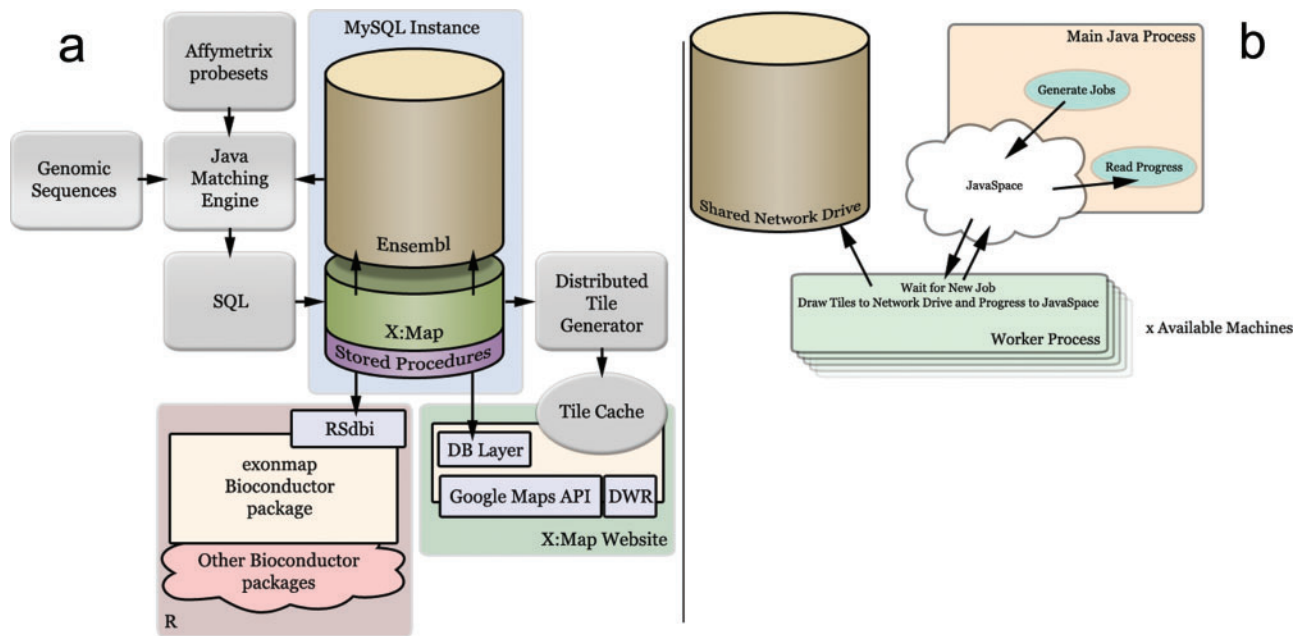 a
MySQL Instance
Affymetrix
probesets
Genomic
Sequences
Java
Matching
Engine
Ensembl
SQL
X:Map
Stored Procedures
Distributed
Tile
Generator
Tile Cache
RSdbi
exonmap
Bioconductor
package
Other Bioconductor
packages
R
DB Layer
Google Maps API
DWR
X:Map Website
b
Main Java Process
Generate Jobs
Read Progress
JavaSpace
Shared Network Drive
Wait for New Job
Draw Tiles to Network Drive and Progress to JavaSpace
Worker Process
x Available Machines